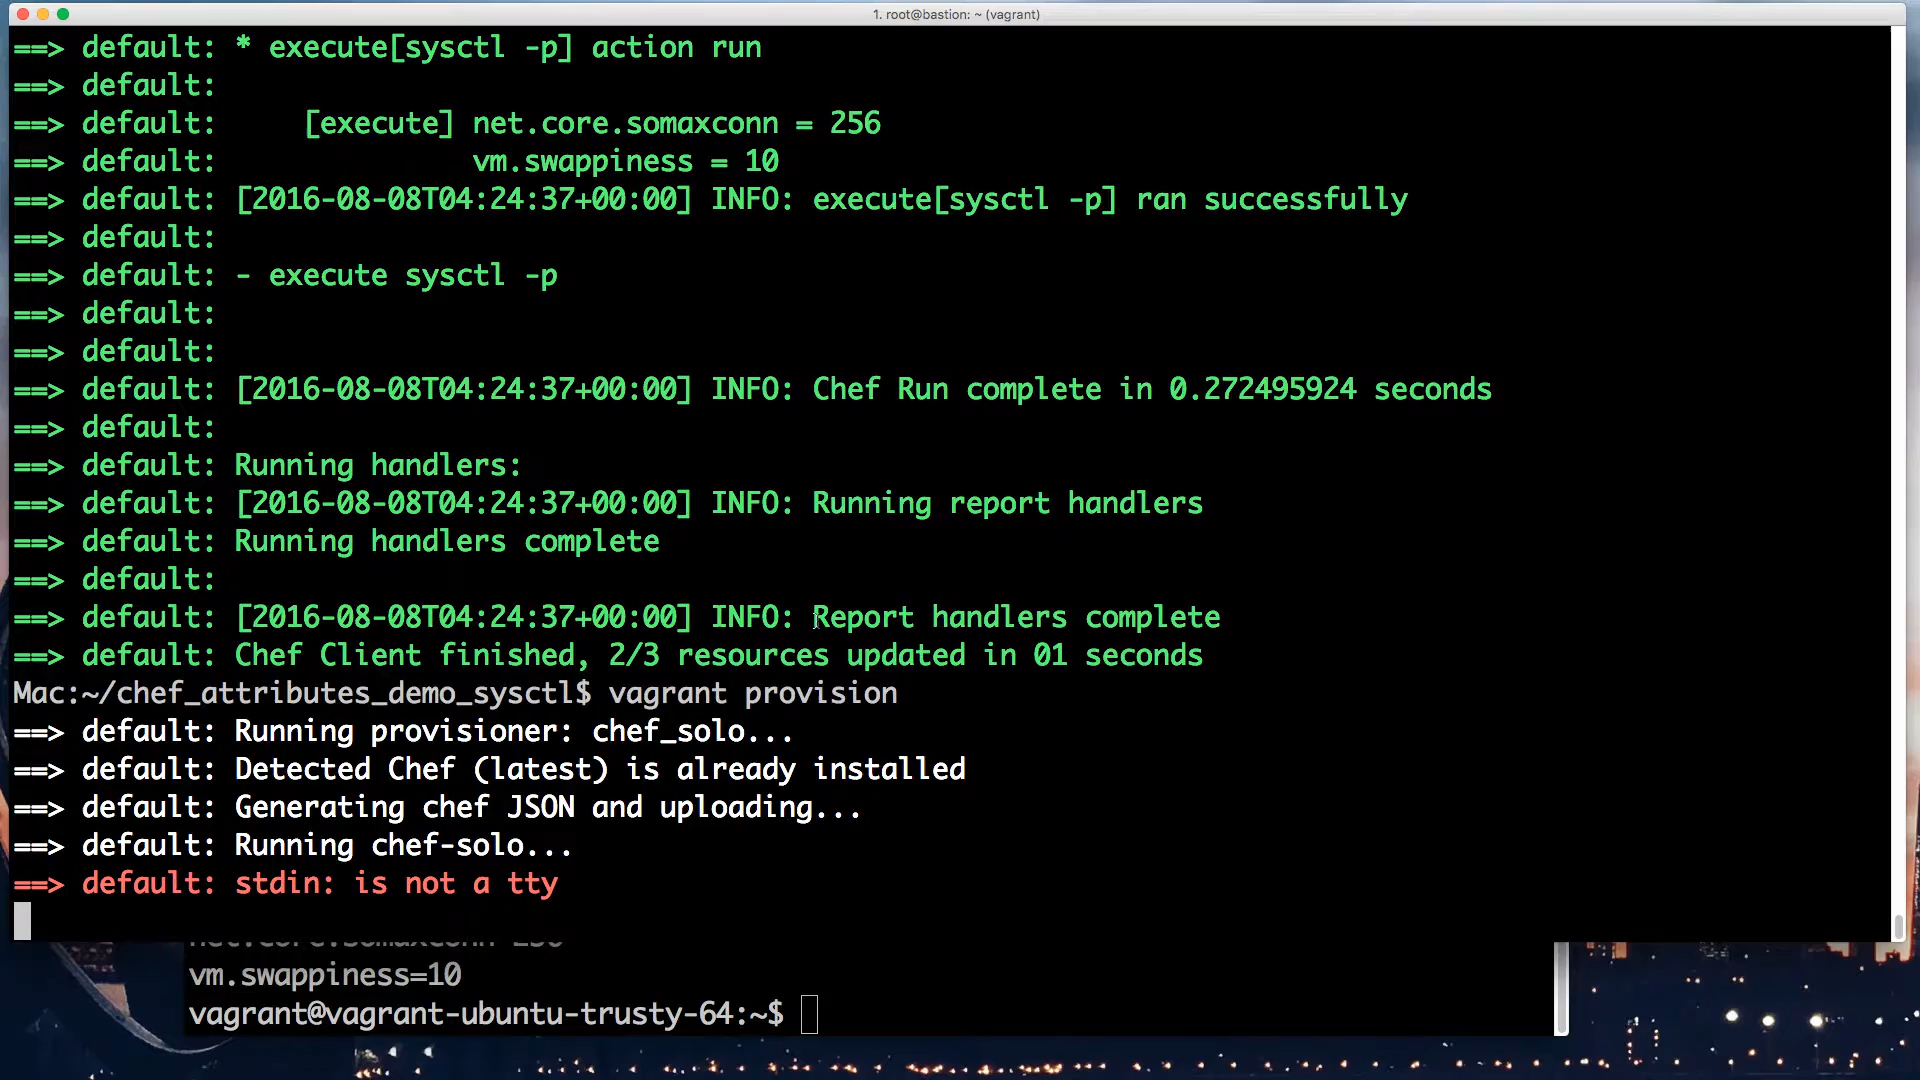 1. root@bastion: ~ (vagrant)
==> default: * execute[sysctl -p] action run
==> default:
==> default: [execute] net.core.somaxconn = 256
==> default: vm.swappiness = 10
==> default: [2016-08-08T04:24:37+00:00] INFO: execute[sysctl -p] ran successfully
==> default:
==> default: - execute sysctl -p
==> default:
==> default:
==> default: [2016-08-08T04:24:37+00:00] INFO: Chef Run complete in 0.272495924 seconds
==> default:
==> default: Running handlers:
==> default: [2016-08-08T04:24:37+00:00] INFO: Running report handlers
==> default: Running handlers complete
==> default:
==> default: [2016-08-08T04:24:37+00:00] INFO: Report handlers complete
==> default: Chef Client finished, 2/3 resources updated in 01 seconds
Mac:~/chef_attributes_demo_sysctl$ vagrant provision
==> default: Running provisioner: chef_solo...
==> default: Detected Chef (latest) is already installed
==> default: Generating chef JSON and uploading...
==> default: Running chef-solo...
==> default: stdin: is not a tty
vm.swappiness=10
vagrant@vagrant-ubuntu-trusty-64:~$